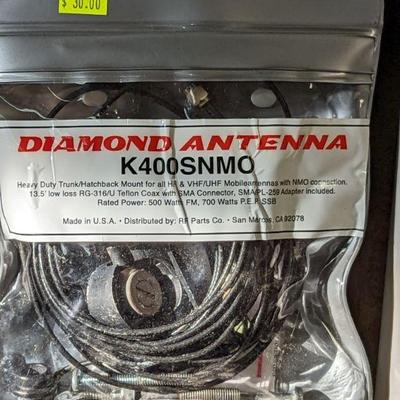 $ 30.00
DIAMOND ANTENNA
K400SNMO
Heavy Duty Trunk/Hatchback Mount for all HF & VHF/UHF Mobileantennas with NMO connection.
13.5' low loss RG-316/U Teflon Coax with SMA Connector, SMA/PL-259 Adapter included.
Rated Power: 500 Watts FM, 700 Watts P.E.P. SSB
Made in U.S.A. • Distributed by: RF Parts Co. • San Marcos, CA 92078